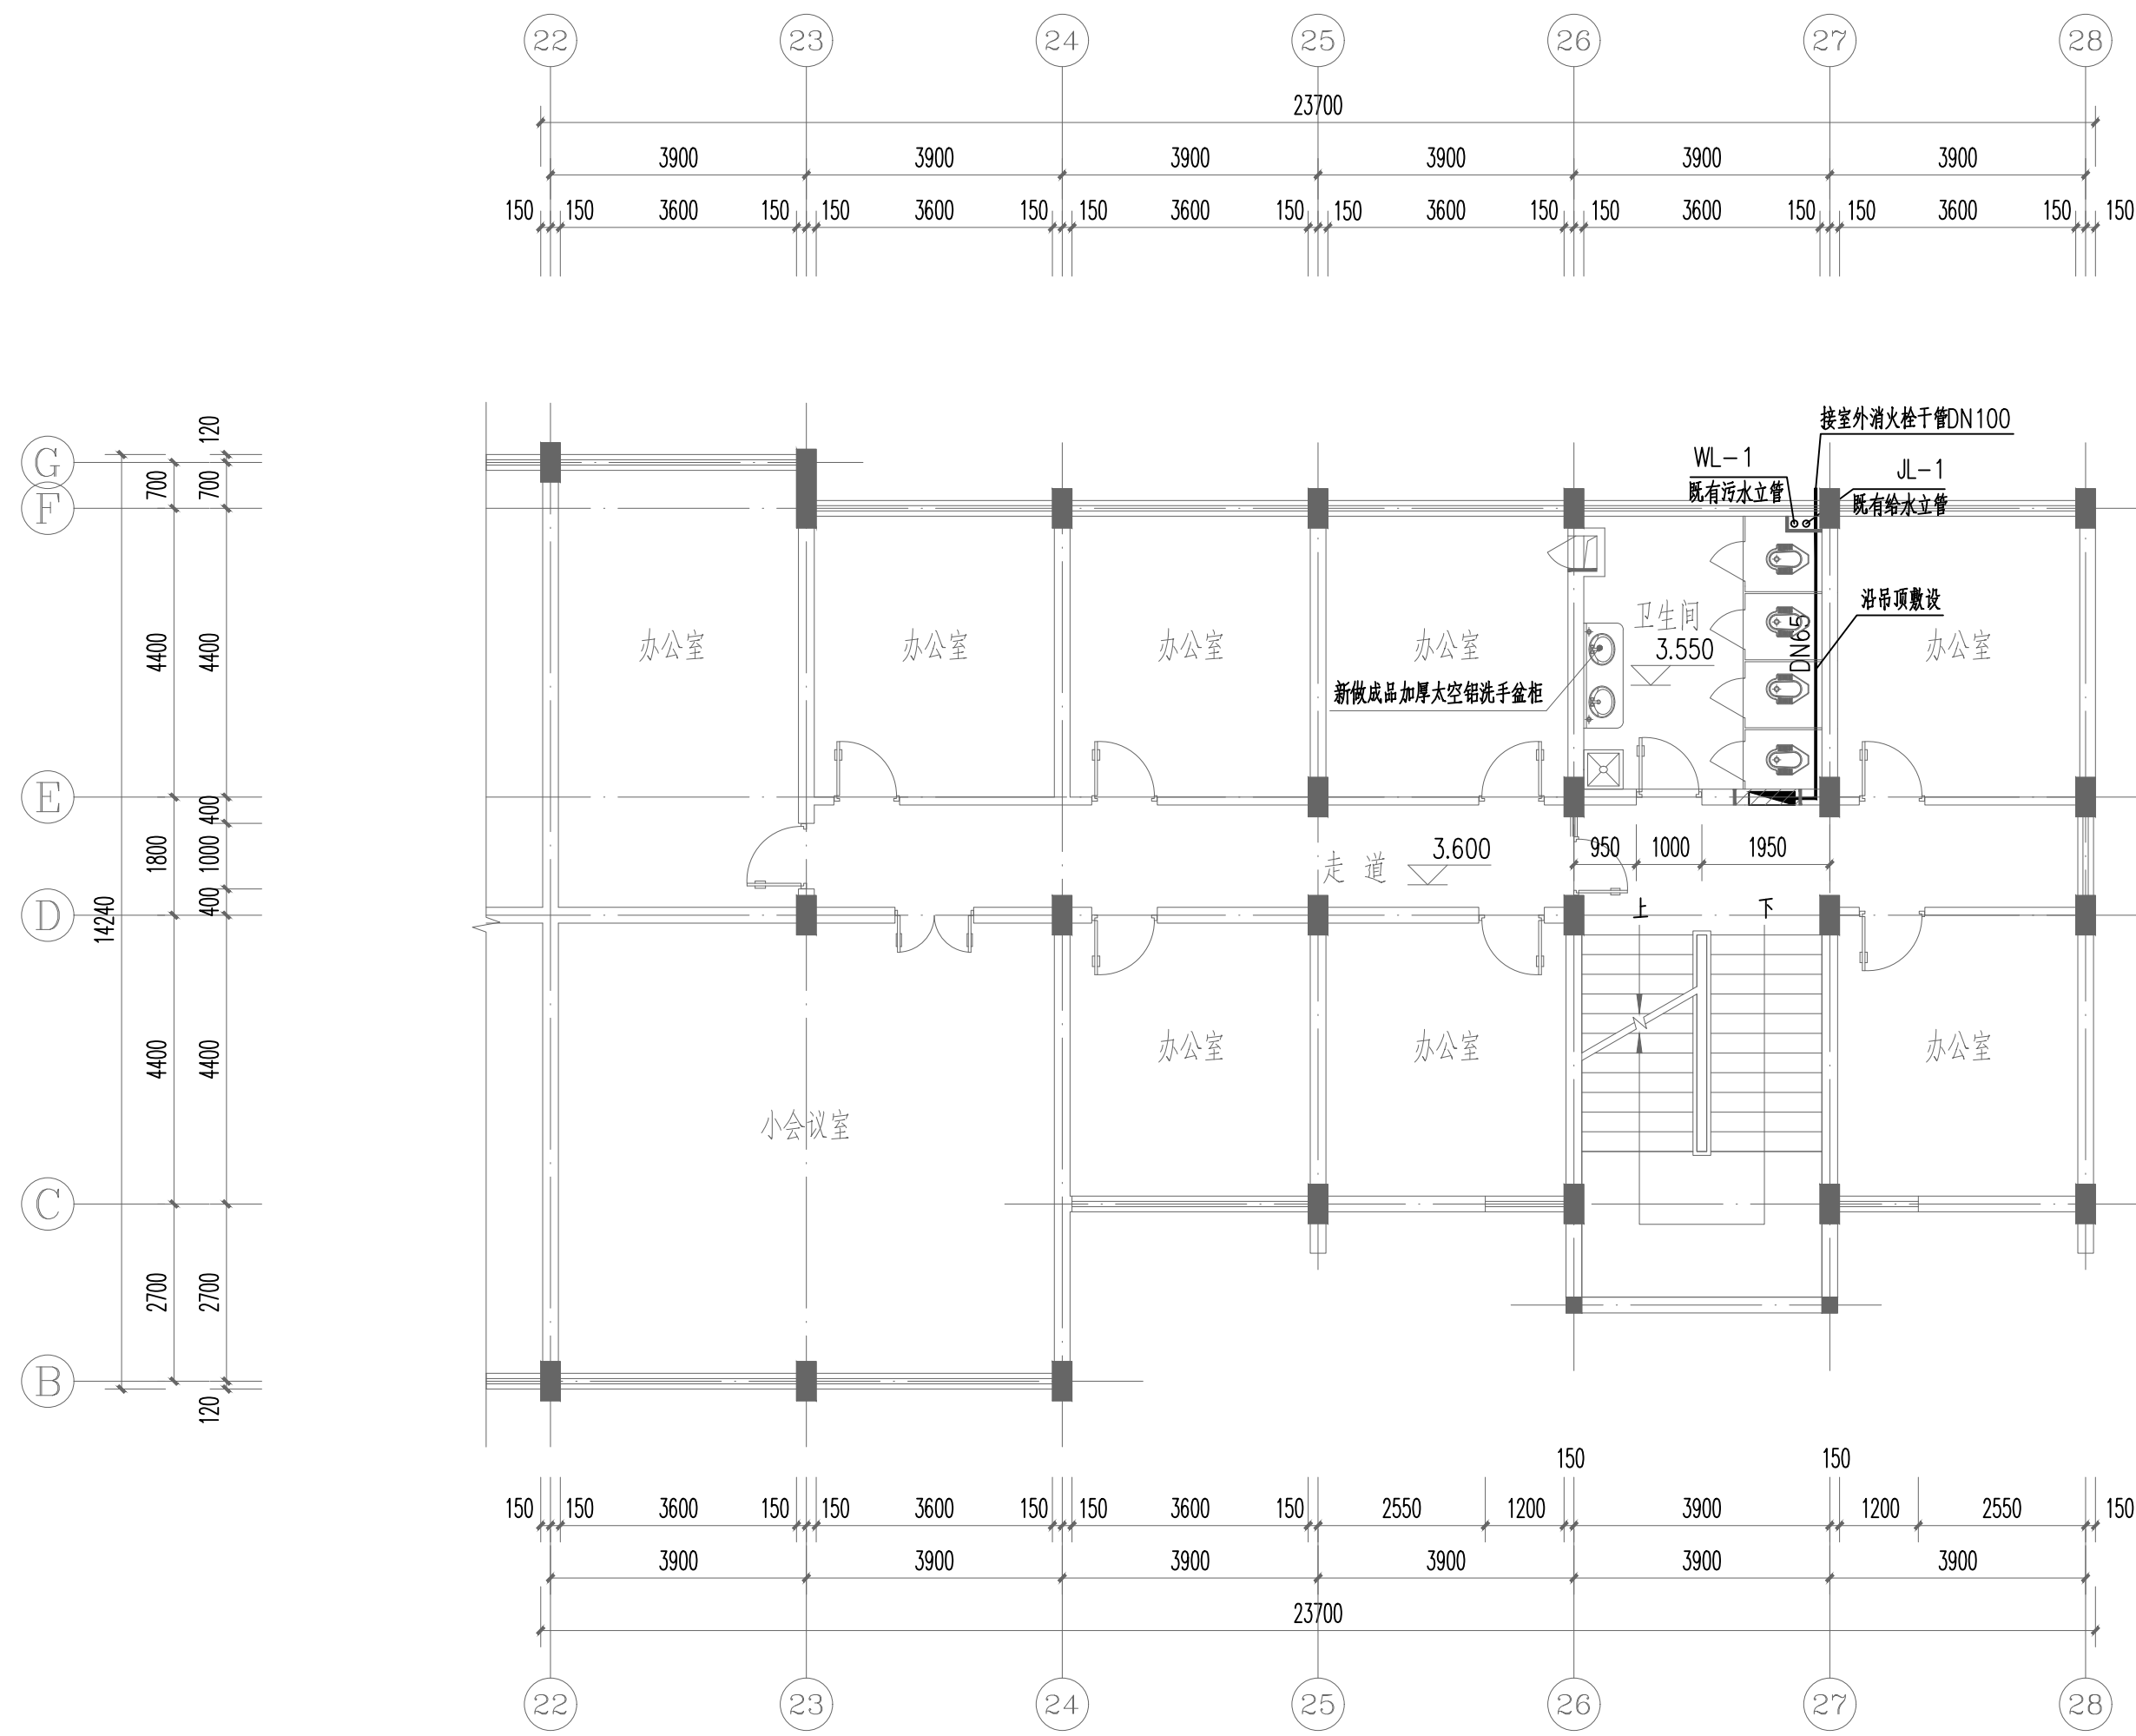 22 23 24 25 26 27 28
23700
3900 3900 3900 3900 3900 3900
150 150 3600 150 150 3600 150 150 3600 150 150 3600 150 150 3600 150 150 3600 150 150
接室外消火栓干管DN100
WL-1
既有污水立管
JL-1
既有给水立管
G
F
E
D
C
B
120
700 700
4400 4400
400
1800 1000
400
14240
4400 4400
2700 2700
120
沿吊顶敷设
办公室 办公室 办公室 办公室 卫生间 办公室
3.550
DN65
新做成品加厚太空铝洗手盆柜
走道
3.600
950 1000 1950
上 下
办公室 办公室 办公室
小会议室
150 150
150 150 3600 150 150 3600 150 150 3600 150 2550 1200 3900 1200 2550 150
3900 3900 3900 3900 3900 3900
23700
22 23 24 25 26 27 28